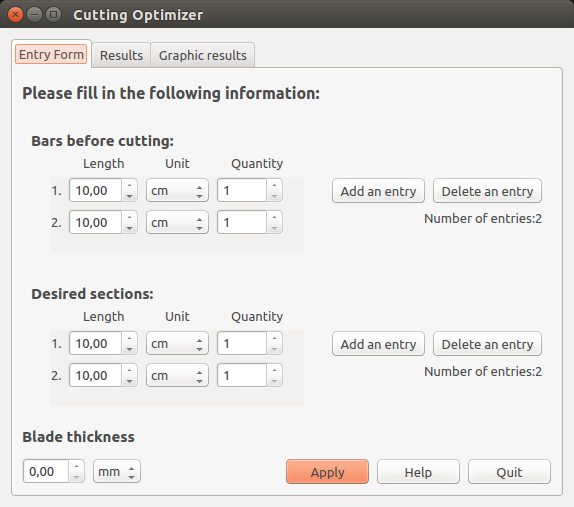 Cutting Optimizer
Entry Form Results Graphic results
Please fill in the following information:
Bars before cutting:
Length Unit Quantity
1. 10,00 cm 1 Add an entry Delete an entry
2. 10,00 cm 1 Number of entries:2
Desired sections:
Length Unit Quantity
1. 10,00 cm 1 Add an entry Delete an entry
2. 10,00 cm 1 Number of entries:2
Blade thickness
0,00 mm Apply Help Quit